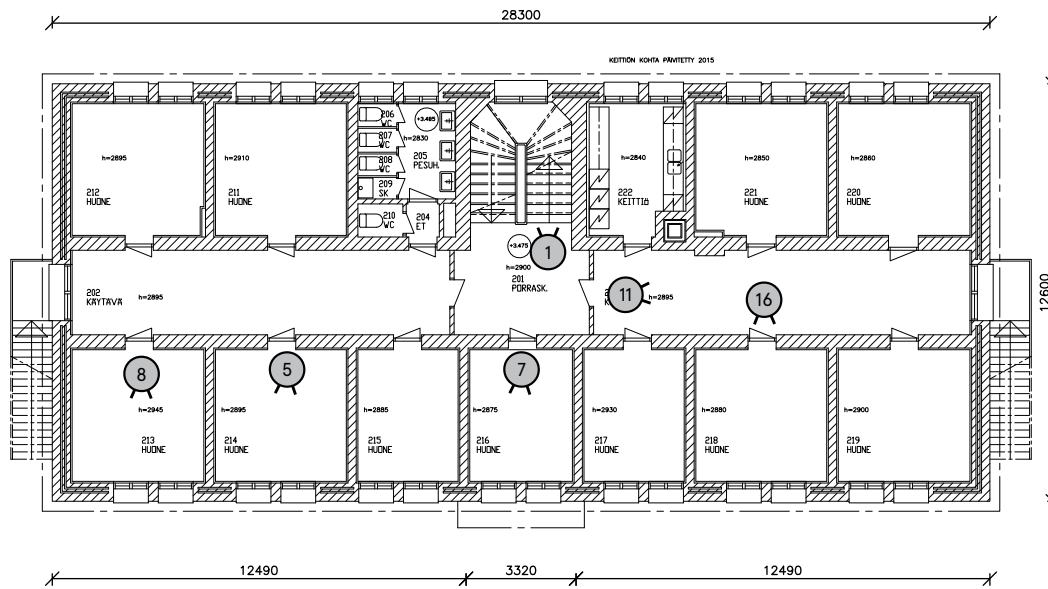 28300
KEITTIÖN KOHTA PÄIVITETTY 2015
206
WC
+3.485
207
WC
h=2830
208
WC
205
PESUH.
209
SK
210
WC
204
ET
h=2895
212
HUONE
h=2910
211
HUONE
h=2840
222
KEITTIÖ
h=2850
221
HUONE
h=2860
220
HUONE
+3.475
1
h=2900
201
PORRASK.
202
KÄYTÄVÄ
h=2895
11
h=2895
16
12600
8
5
7
h=2945
213
HUONE
h=2895
214
HUONE
h=2885
215
HUONE
h=2875
216
HUONE
h=2930
217
HUONE
h=2880
218
HUONE
h=2900
219
HUONE
12490
3320
12490